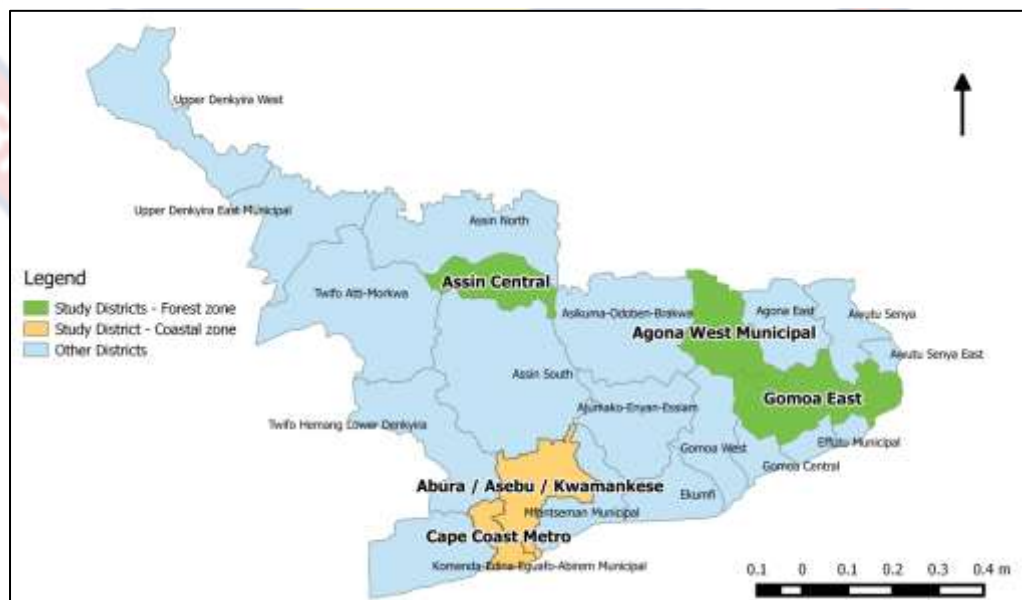 Upper Denkyira West
Upper Denkyira East Municipal
Assin North
Legend
Study Districts - Forest zone
Study District - Coastal zone
Other Districts
Assin Central
Twifo Atti-Morkwa
Asikuma-Odoben-Brakwa
Agona East
Awutu Senya
Agona West Municipal
Awutu Senya East
Assin South
Gomoa East
Ajumako-Enyan-Essiam
Twifo Hemang Lower Denkyira
Gomoa West
Effutu Municipal
Gomoa Central
Abura / Asebu / Kwamankese
Ekumfi
Mfantseman Municipal
Cape Coast Metro
Komenda-Edina-Eguafo-Abirem Municipal
0.1 0 0.1 0.2 0.3 0.4 m